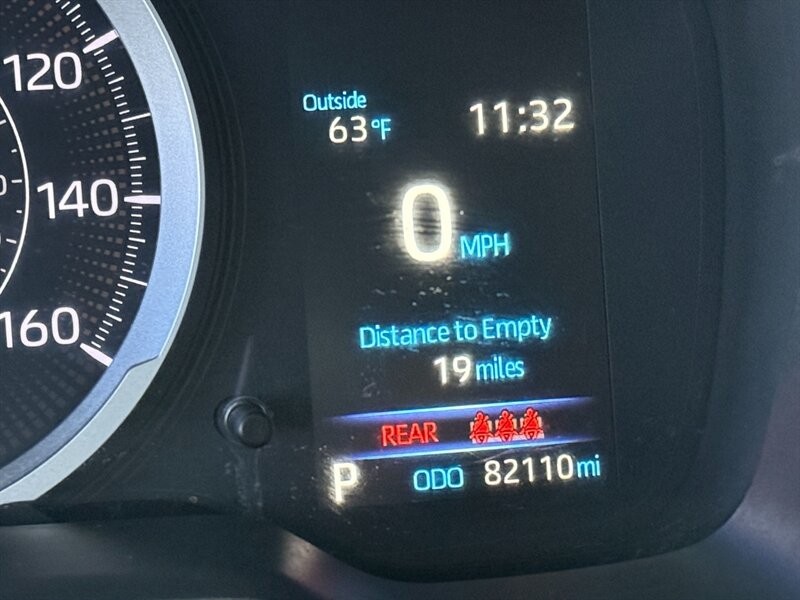 120
140
160
Outside
63°F
11:32
0 MPH
Distance to Empty
19 miles
REAR
P ODO 82110mi